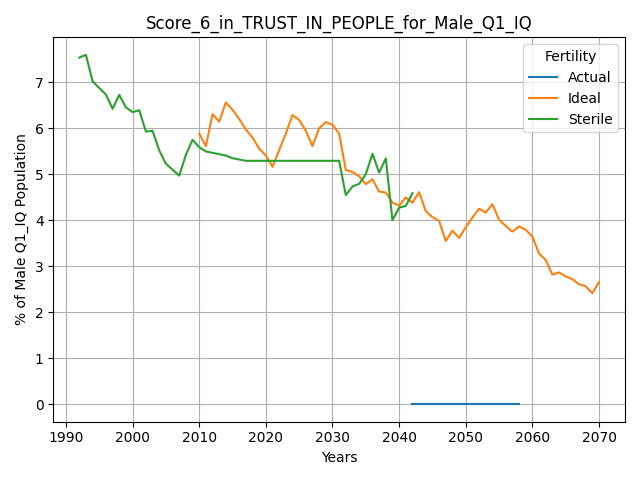 Score_6_in_TRUST_IN_PEOPLE_for_Male_Q1_IQ
Fertility
Actual
Ideal
Sterile
% of Male Q1_IQ Population
7
6
5
4
3
2
1
0
1990 2000 2010 2020 2030 2040 2050 2060 2070
Years